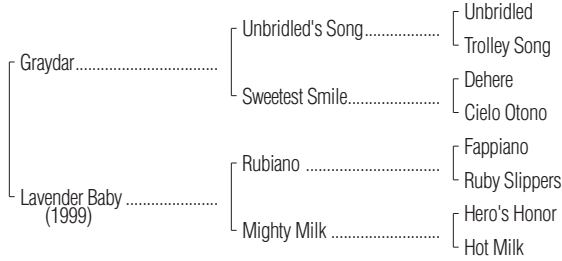 Unbridled
Unbridled's Song..................
Trolley Song
Graydar..................................
Dehere
Sweetest Smile......................
Cielo Otono
Fappiano
Rubiano ................................
Ruby Slippers
Lavender Baby ......................
(1999)
Hero's Honor
Mighty Milk ..........................
Hot Milk